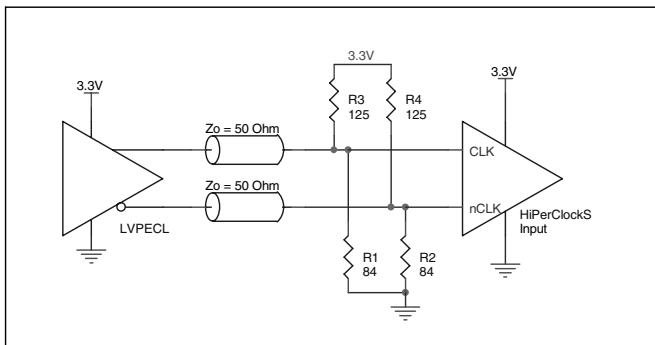 3.3V
3.3V
3.3V
R3
125
R4
125
Zo = 50 Ohm
CLK
Zo = 50 Ohm
nCLK
HiPerClockS
Input
LVPECL
R1
84
R2
84